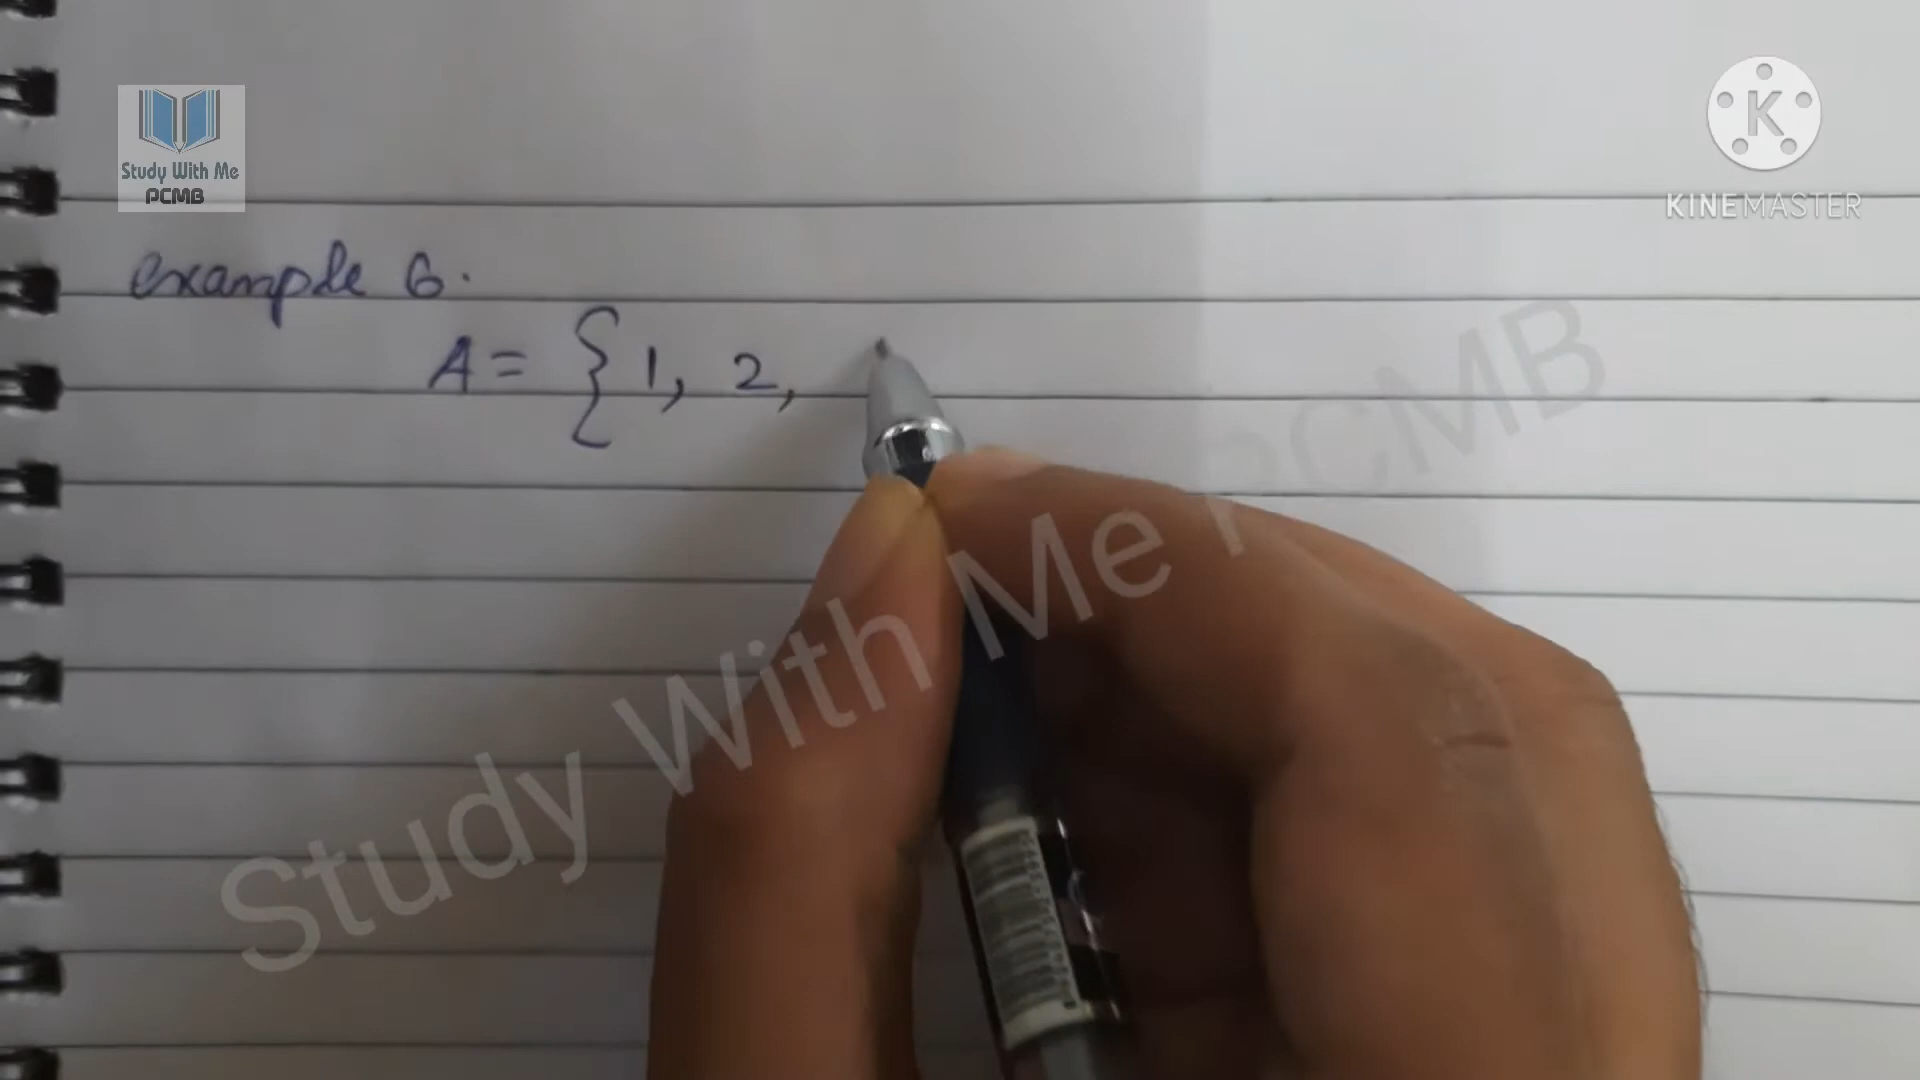 Study With Me
PCMB
K
KINEMASTER
example 6.
A = { 1, 2,
Study With Me PCMB